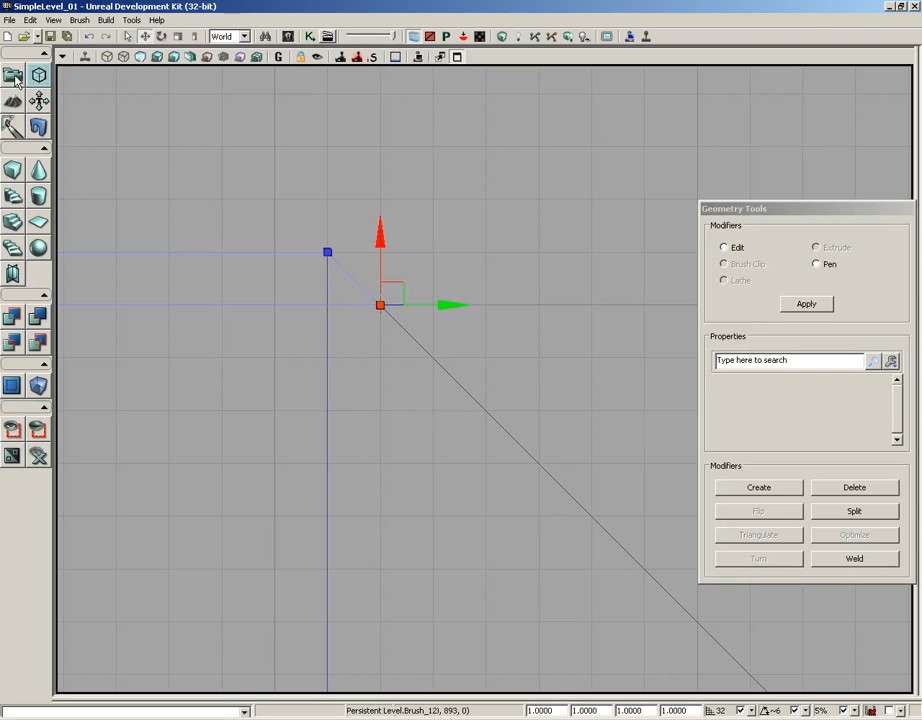 SimpleLevel_01 - Unreal Development Kit (32-bit)
File Edit View Brush Build Tools Help
World
Geometry Tools
Modifiers
Edit Extrude
Brush Clip Pen
Lathe
Apply
Properties
Type here to search
Modifiers
Create Delete
Flip Split
Triangulate Optimize
Turn Weld
Persistent Level.Brush_12), 893, 0) 1.0000 1.0000 1.0000 1.0000 32 ~6 5%